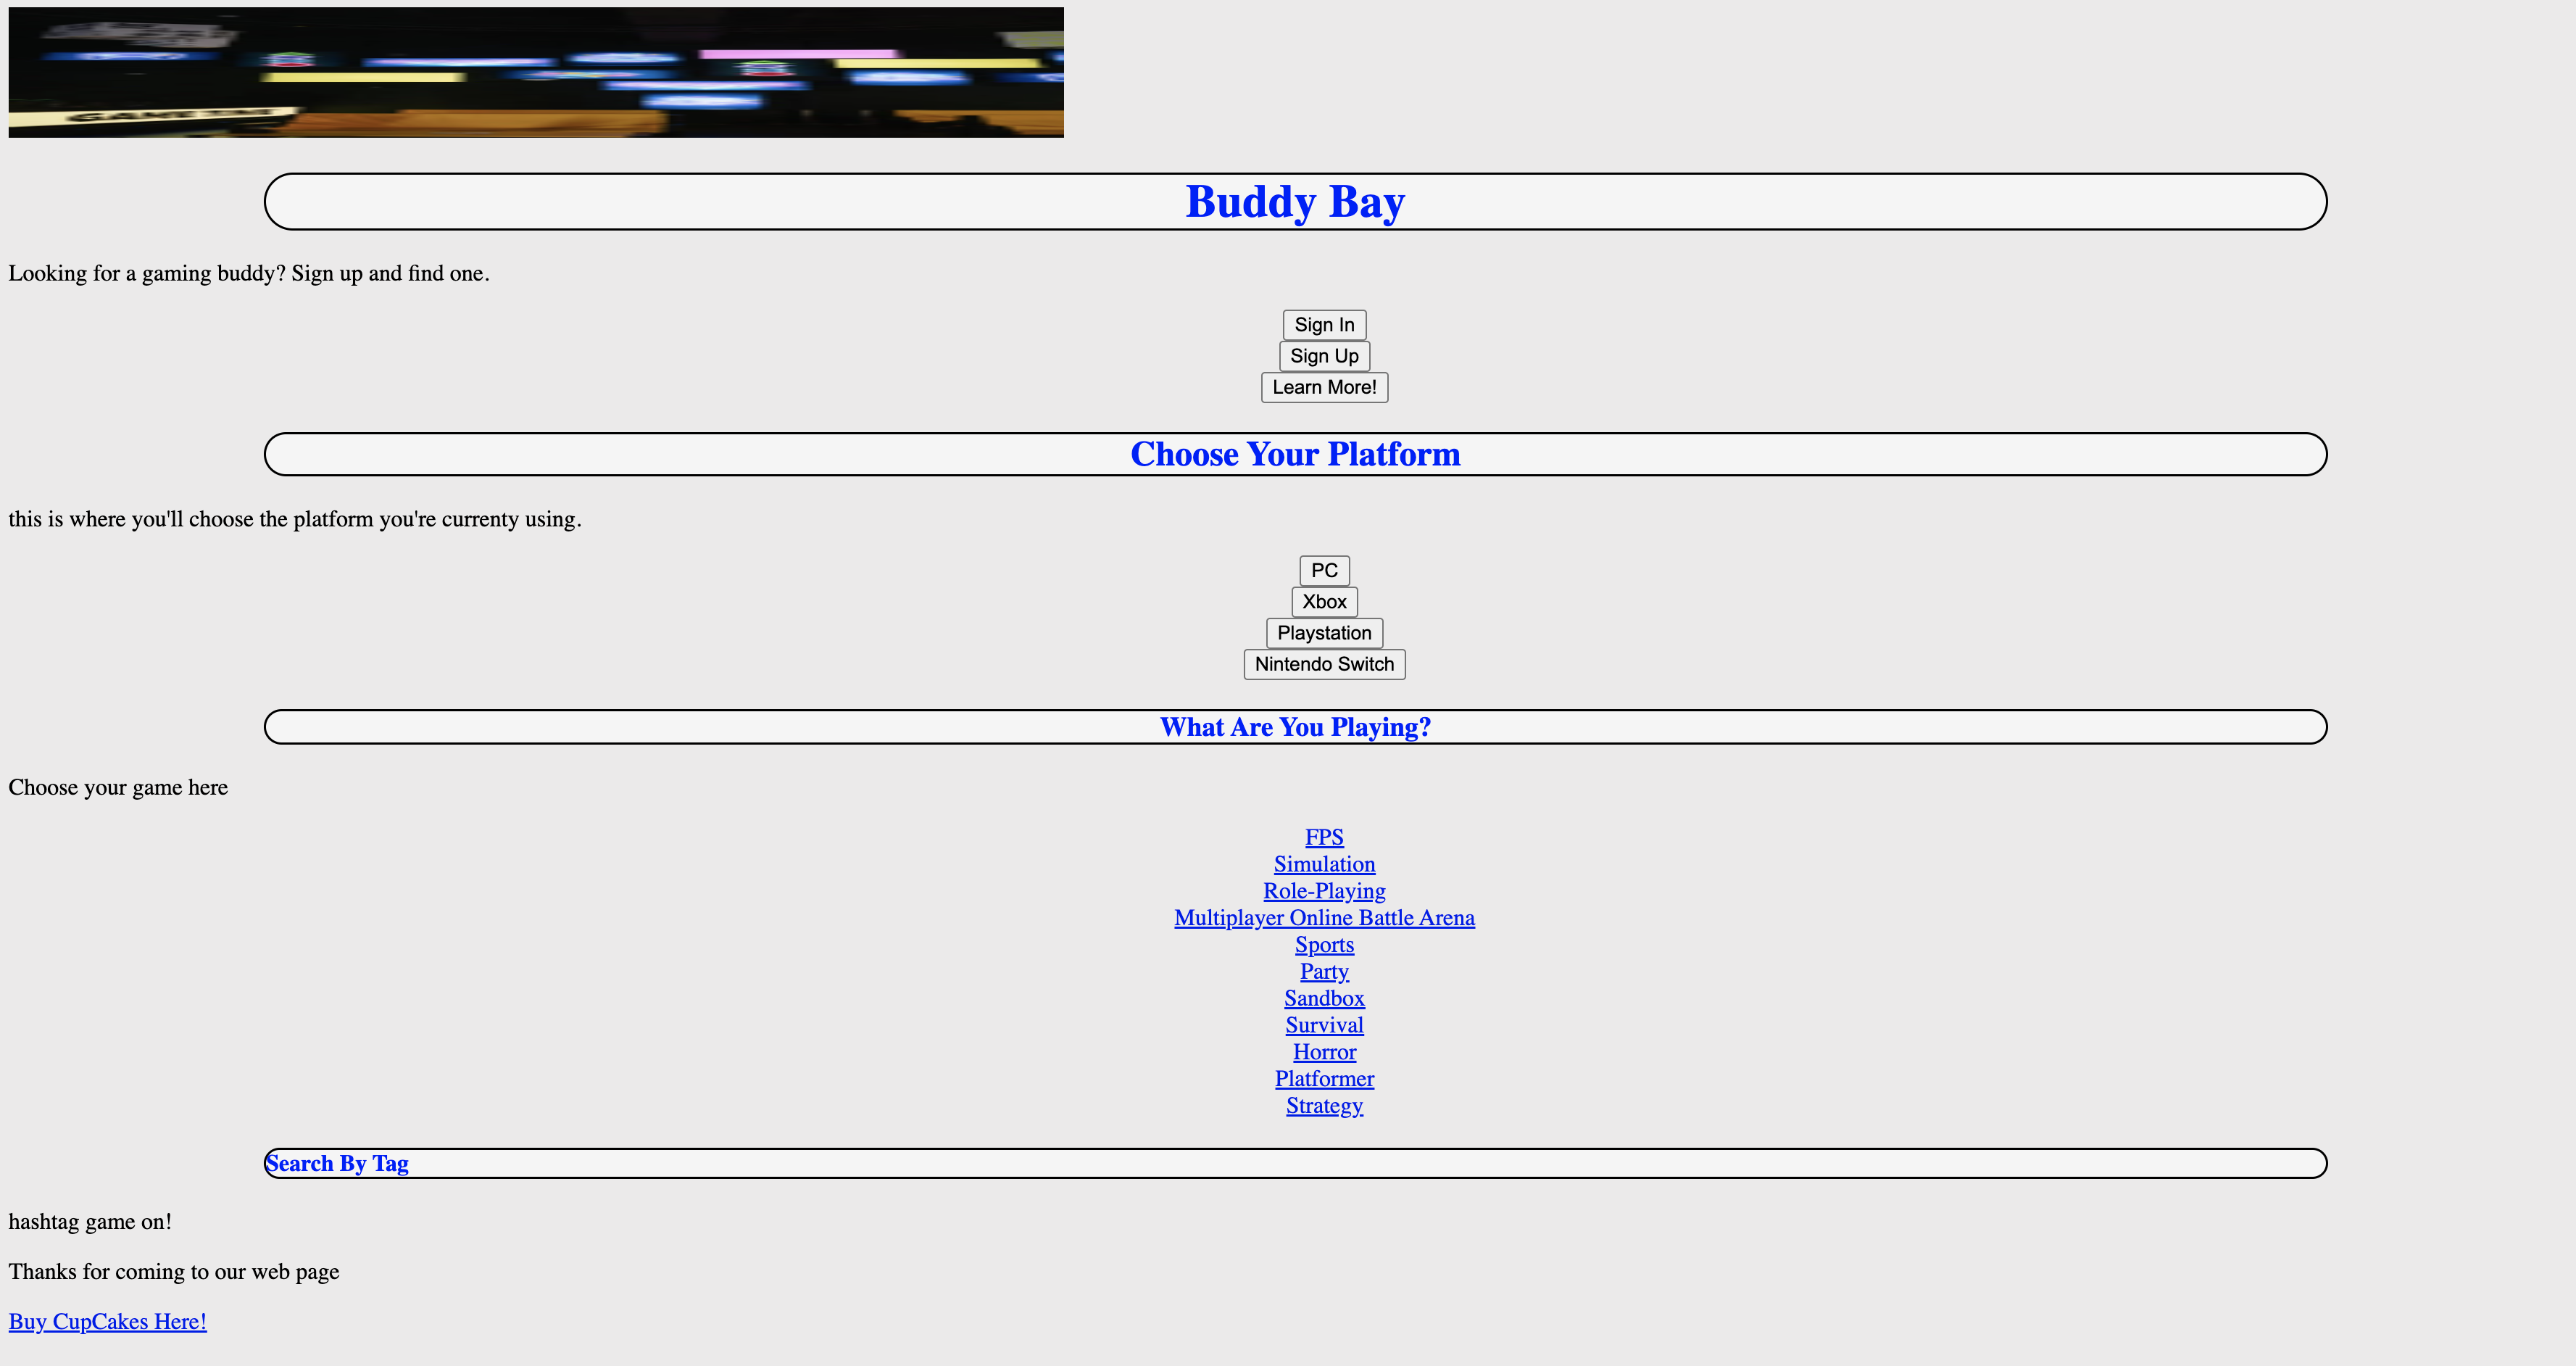 Buddy Bay
Looking for a gaming buddy? Sign up and find one.
Sign In
Sign Up
Learn More!
Choose Your Platform
this is where you'll choose the platform you're currenty using.
PC
Xbox
Playstation
Nintendo Switch
What Are You Playing?
Choose your game here
FPS
Simulation
Role-Playing
Multiplayer Online Battle Arena
Sports
Party
Sandbox
Survival
Horror
Platformer
Strategy
Search By Tag
hashtag game on!
Thanks for coming to our web page
Buy CupCakes Here!